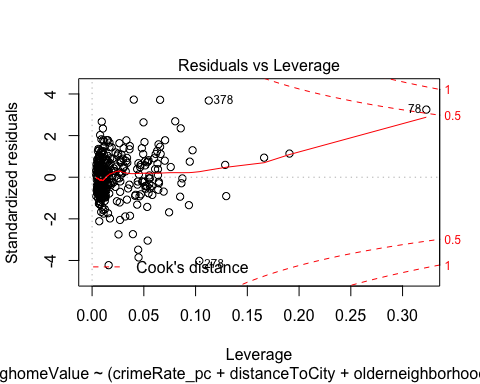 Residuals vs Leverage
Standardized residuals
4
2
0
-2
-4
378
78
278
1
0.5
0.5
1
Cook's distance
0.00 0.05 0.10 0.15 0.20 0.25 0.30
Leverage
ghomeValue ~ (crimeRate_pc + distanceToCity + olderneighborhoo